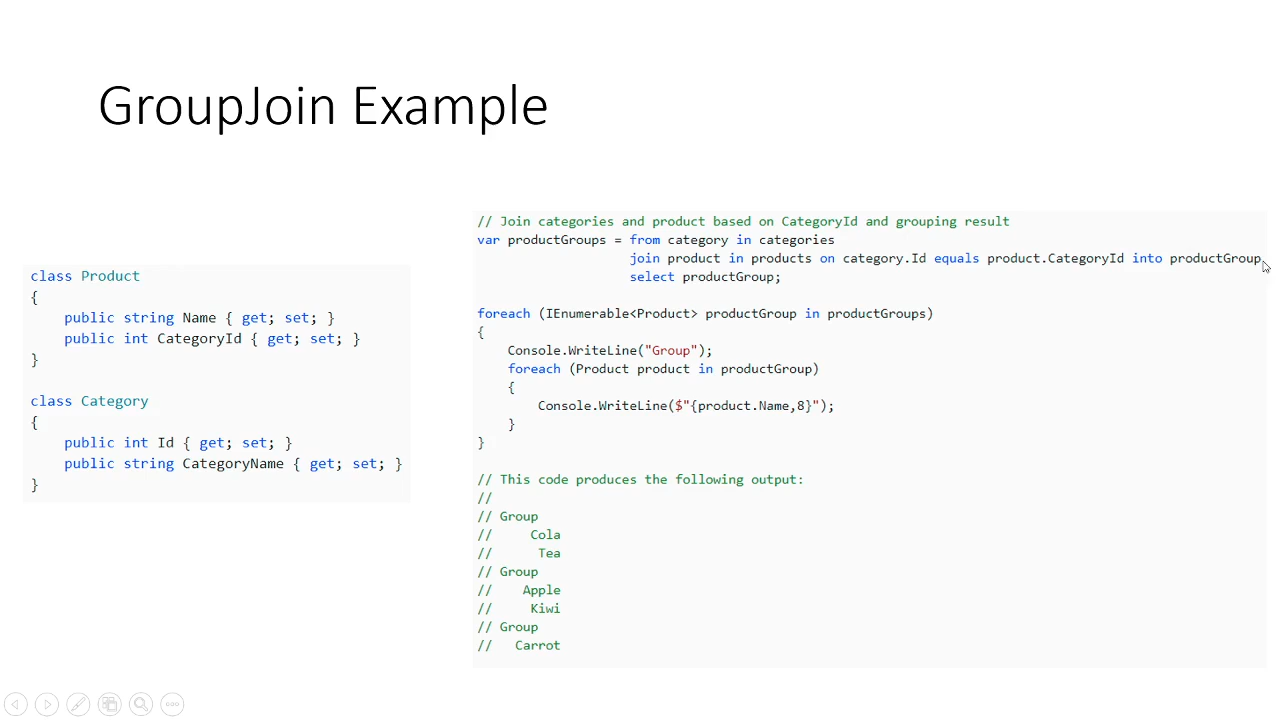 GroupJoin Example
class Product
{
    public string Name { get; set; }
    public int CategoryId { get; set; }
}
class Category
{
    public int Id { get; set; }
    public string CategoryName { get; set; }
}
// Join categories and product based on CategoryId and grouping result
var productGroups = from category in categories
                    join product in products on category.Id equals product.CategoryId into productGroup
                    select productGroup;
foreach (IEnumerable<Product> productGroup in productGroups)
{
    Console.WriteLine("Group");
    foreach (Product product in productGroup)
    {
        Console.WriteLine($"{product.Name,8}");
    }
}
// This code produces the following output:
//
// Group
//     Cola
//      Tea
// Group
//    Apple
//     Kiwi
// Group
//   Carrot